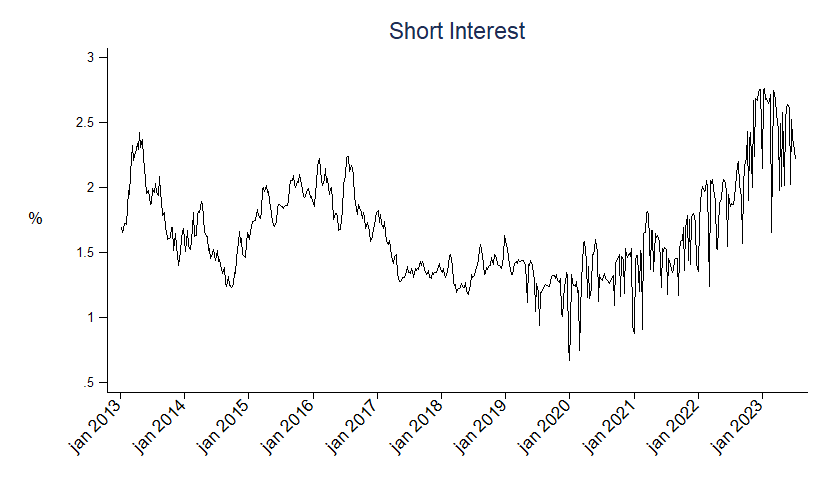 Short Interest
3
2.5
2
%
1.5
1
.5
jan 2013
jan 2014
jan 2015
jan 2016
jan 2017
jan 2018
jan 2019
jan 2020
jan 2021
jan 2022
jan 2023